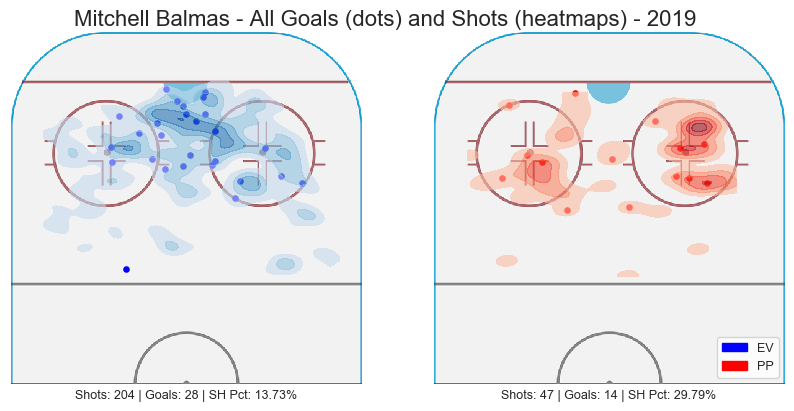 Mitchell Balmas - All Goals (dots) and Shots (heatmaps) - 2019
EV
PP
Shots: 204 | Goals: 28 | SH Pct: 13.73%
Shots: 47 | Goals: 14 | SH Pct: 29.79%